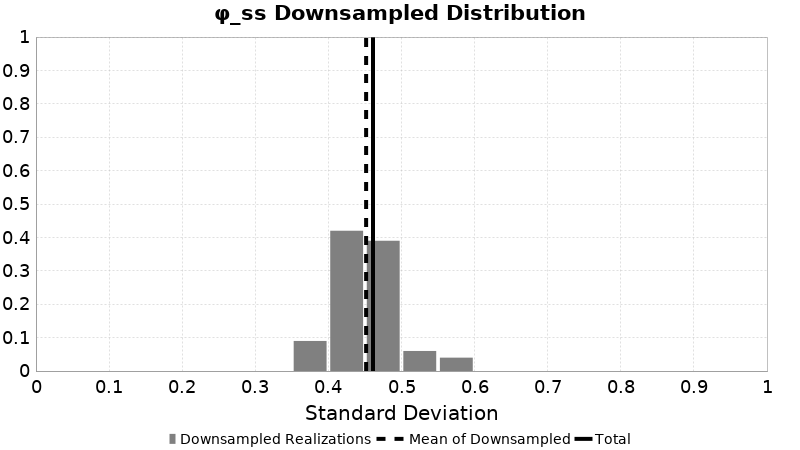 φ_ss Downsampled Distribution
1
0.9
0.8
0.7
0.6
0.5
0.4
0.3
0.2
0.1
0
0 0.1 0.2 0.3 0.4 0.5 0.6 0.7 0.8 0.9 1
Standard Deviation
Downsampled Realizations Mean of Downsampled Total